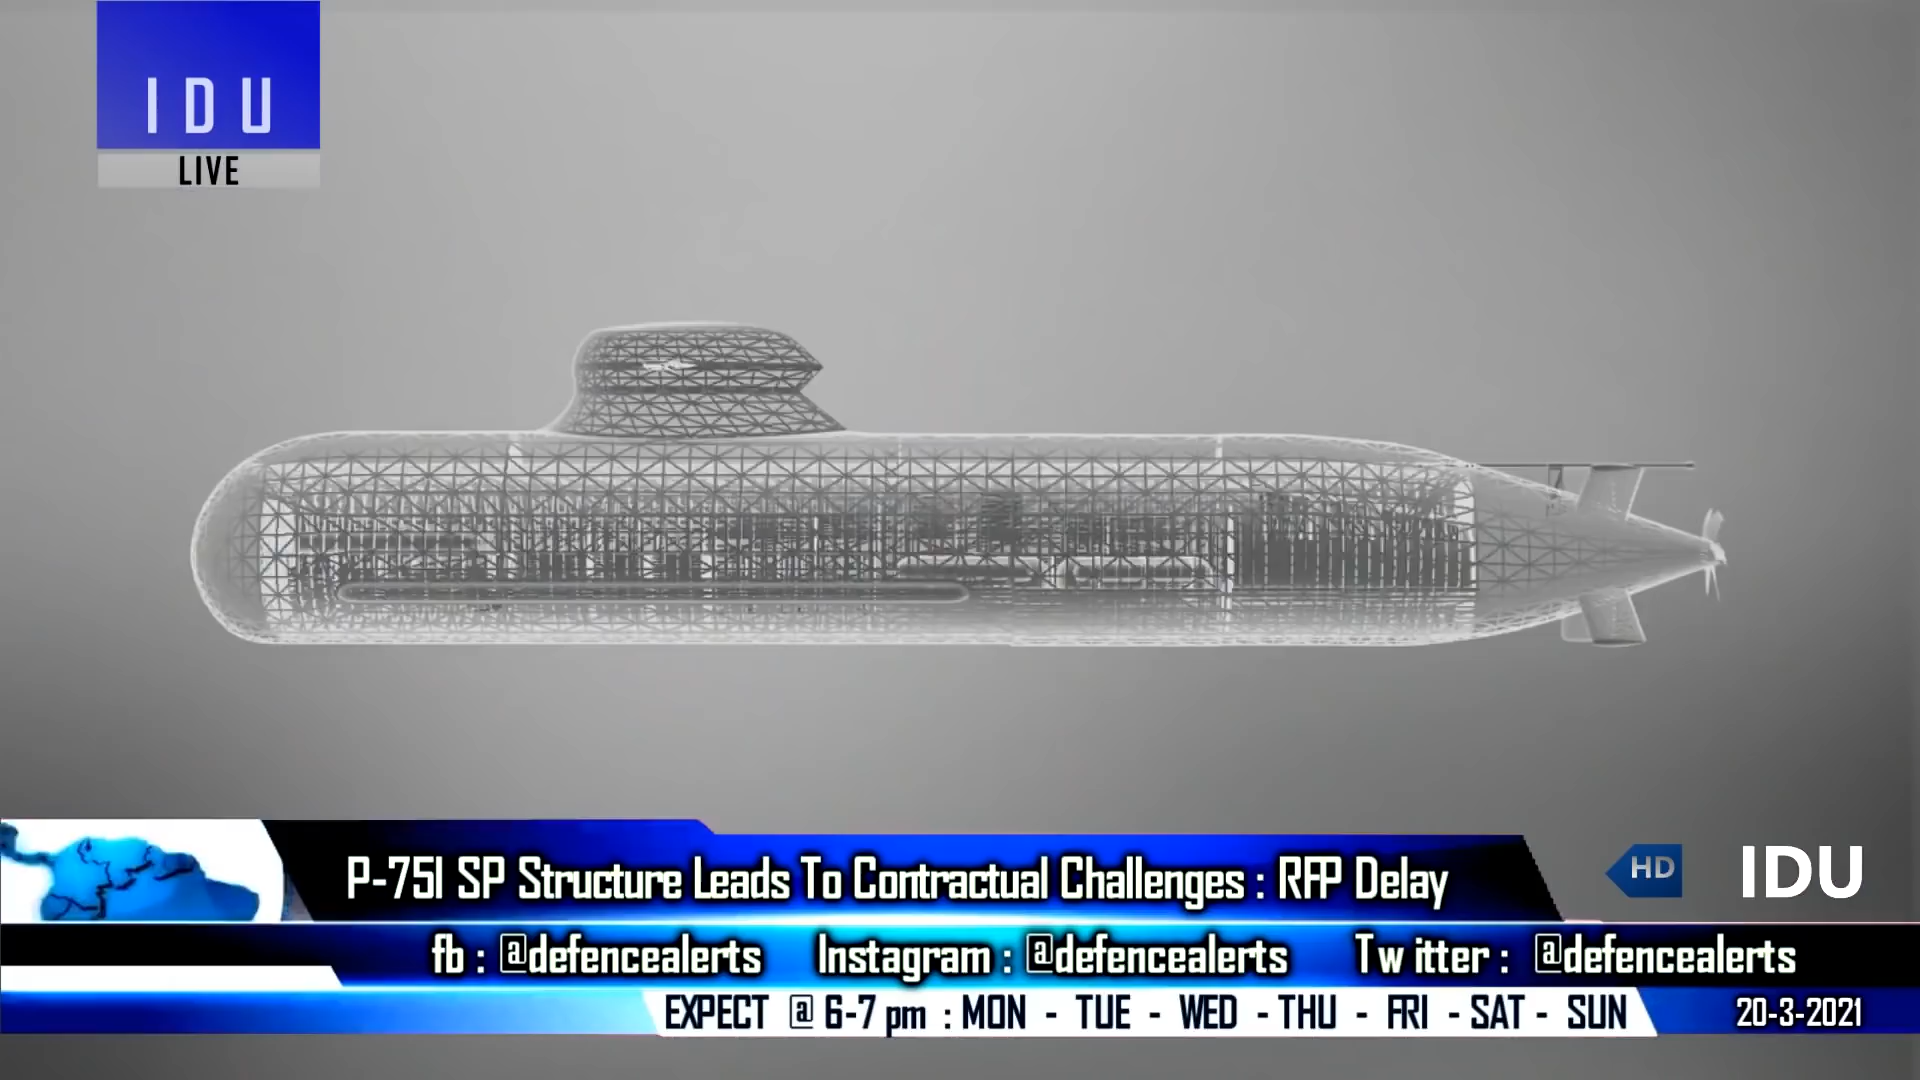 IDU
LIVE
P-75I SP Structure Leads To Contractual Challenges : RFP Delay
HD
IDU
fb : @defencealerts Instagram : @defencealerts Tw itter : @defencealerts
EXPECT @ 6-7 pm : MON - TUE - WED - THU - FRI - SAT - SUN
20-3-2021